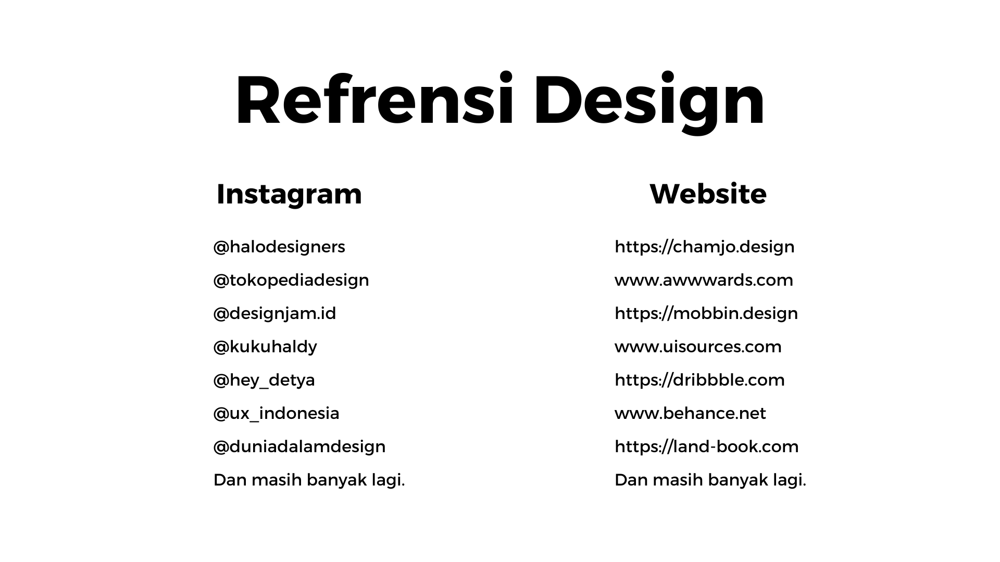 Refrensi Design
Instagram
@halodesigners
@tokopediadesign
@designjam.id
@kukuhaldy
@hey_detya
@ux_indonesia
@duniadalamdesign
Dan masih banyak lagi.
Website
https://chamjo.design
www.awwwards.com
https://mobbin.design
www.uisources.com
https://dribbble.com
www.behance.net
https://land-book.com
Dan masih banyak lagi.